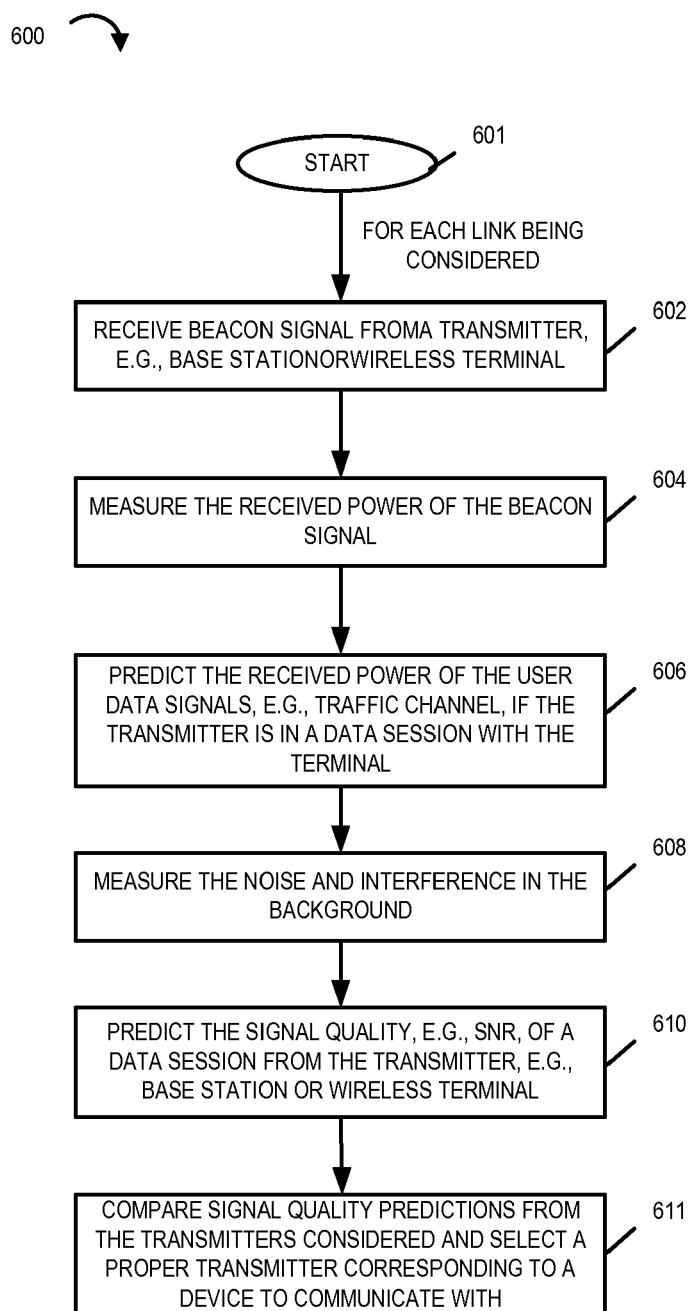 600
601
START
FOR EACH LINK BEING
CONSIDERED
602
RECEIVE BEACON SIGNAL FROMA TRANSMITTER,
E.G., BASE STATIONORWIRELESS TERMINAL
604
MEASURE THE RECEIVED POWER OF THE BEACON
SIGNAL
606
PREDICT THE RECEIVED POWER OF THE USER
DATA SIGNALS, E.G., TRAFFIC CHANNEL, IF THE
TRANSMITTER IS IN A DATA SESSION WITH THE
TERMINAL
608
MEASURE THE NOISE AND INTERFERENCE IN THE
BACKGROUND
610
PREDICT THE SIGNAL QUALITY, E.G., SNR, OF A
DATA SESSION FROM THE TRANSMITTER, E.G.,
BASE STATION OR WIRELESS TERMINAL
611
COMPARE SIGNAL QUALITY PREDICTIONS FROM
THE TRANSMITTERS CONSIDERED AND SELECT A
PROPER TRANSMITTER CORRESPONDING TO A
DEVICE TO COMMUNICATE WITH